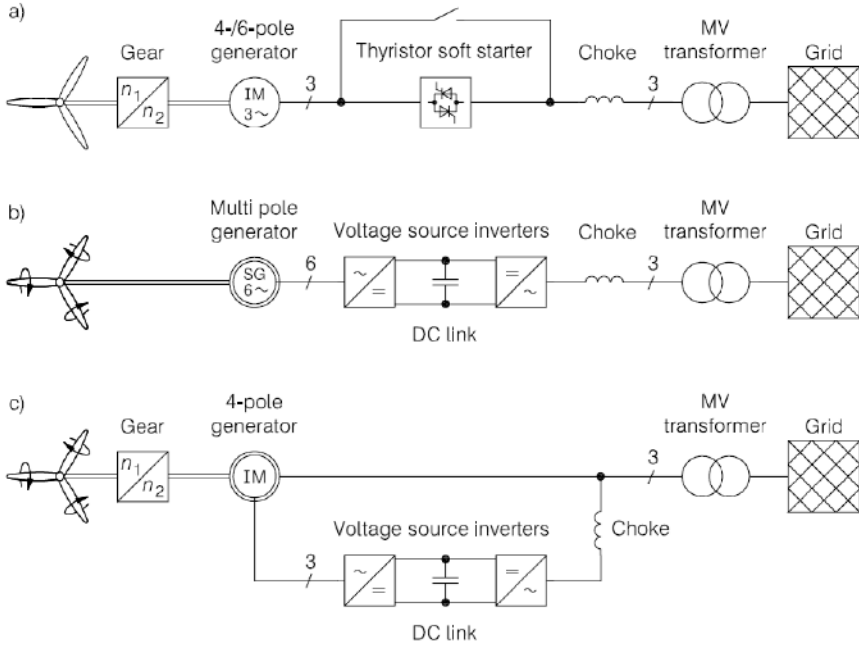 a)
4-/6-pole
generator
Gear
Thyristor soft starter
Choke
MV
transformer
Grid
n1
n2
IM
3~
3
3
b)
Multi pole
generator
Voltage source inverters
Choke
MV
transformer
Grid
SG
6~
6
~
=
=
~
3
DC link
c)
4-pole
generator
Gear
MV
transformer
Grid
n1
n2
IM
3
Voltage source inverters
Choke
3
~
=
=
~
DC link